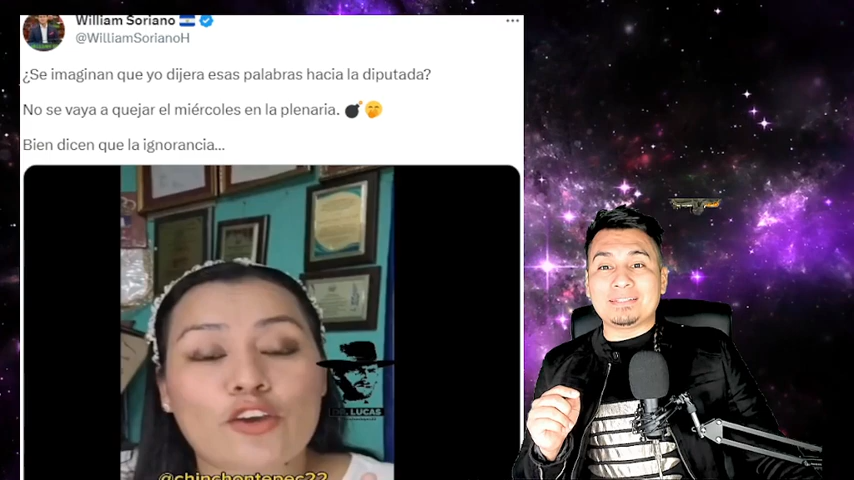 William Soriano
@WilliamSorianoH
¿Se imaginan que yo dijera esas palabras hacia la diputada?
No se vaya a quejar el miércoles en la plenaria. 💣🤭
Bien dicen que la ignorancia...
DR. LUCAS
@chinchontepec22